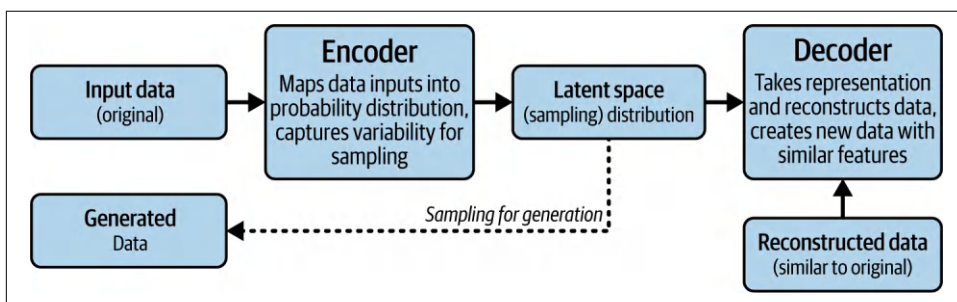 Input data
(original)
Encoder
Maps data inputs into
probability distribution,
captures variability for
sampling
Latent space
(sampling) distribution
Decoder
Takes representation
and reconstructs data,
creates new data with
similar features
Generated
Data
Sampling for generation
Reconstructed data
(similar to original)